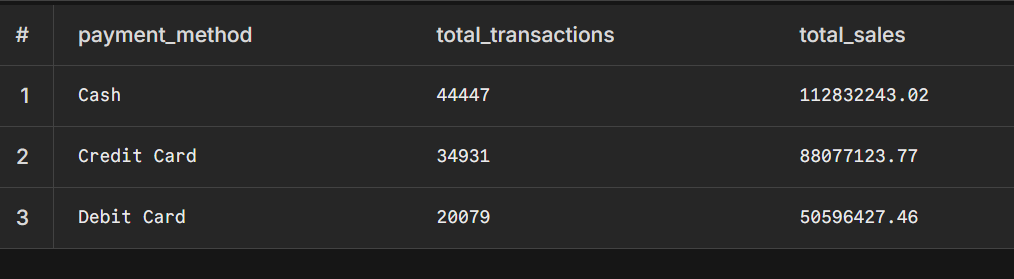 # payment_method total_transactions total_sales
1 Cash 44447 112832243.02
2 Credit Card 34931 88077123.77
3 Debit Card 20079 50596427.46